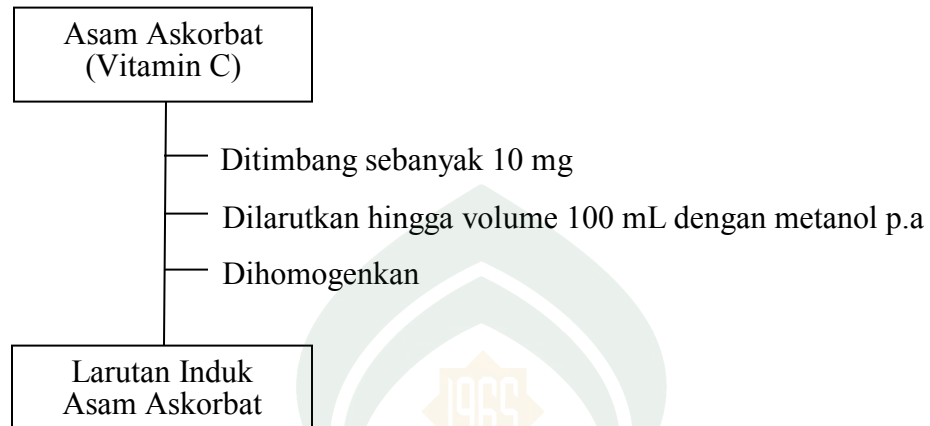 Asam Askorbat
(Vitamin C)
Ditimbang sebanyak 10 mg
Dilarutkan hingga volume 100 mL dengan metanol p.a
Dihomogenkan
1965
Larutan Induk
Asam Askorbat